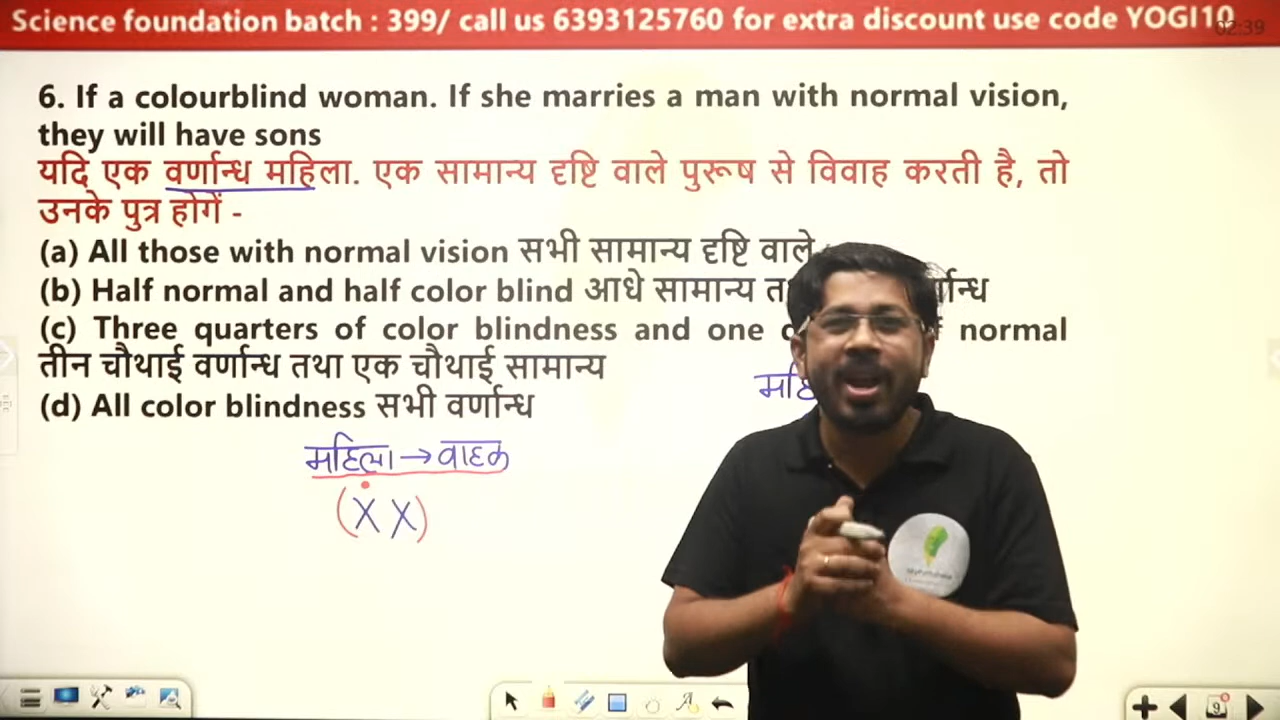 Science foundation batch : 399/ call us 6393125760 for extra discount use code YOGI10
02:39
6. If a colourblind woman. If she marries a man with normal vision,
they will have sons
यदि एक वर्णान्ध महिला. एक सामान्य दृष्टि वाले पुरूष से विवाह करती है, तो
उनके पुत्र होगें -
(a) All those with normal vision सभी सामान्य दृष्टि वाले
(b) Half normal and half color blind आधे सामान्य
(c) Three quarters of color blindness and one normal
तीन चौथाई वर्णान्ध तथा एक चौथाई सामान्य
(d) All color blindness सभी वर्णान्ध
महिला → वाहक
(X X)
9